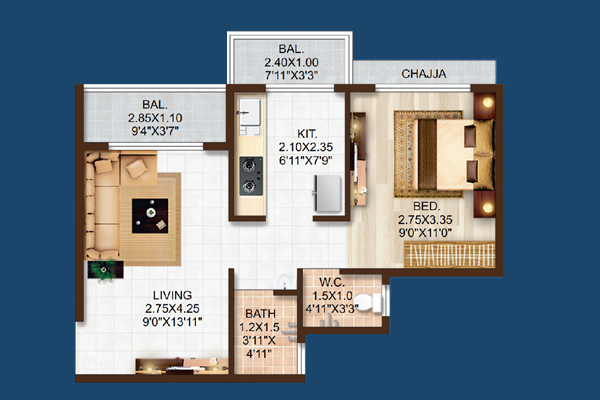 BAL.
2.40X1.00
7'11"X3'3"
CHAJJA
BAL.
2.85X1.10
9'4"X3'7"
KIT.
2.10X2.35
6'11"X7'9"
BED.
2.75X3.35
9'0"X11'0"
LIVING
2.75X4.25
9'0"X13'11"
W.C.
1.5X1.0
4'11"X3'3"
BATH
1.2X1.5
3'11"X
4'11"